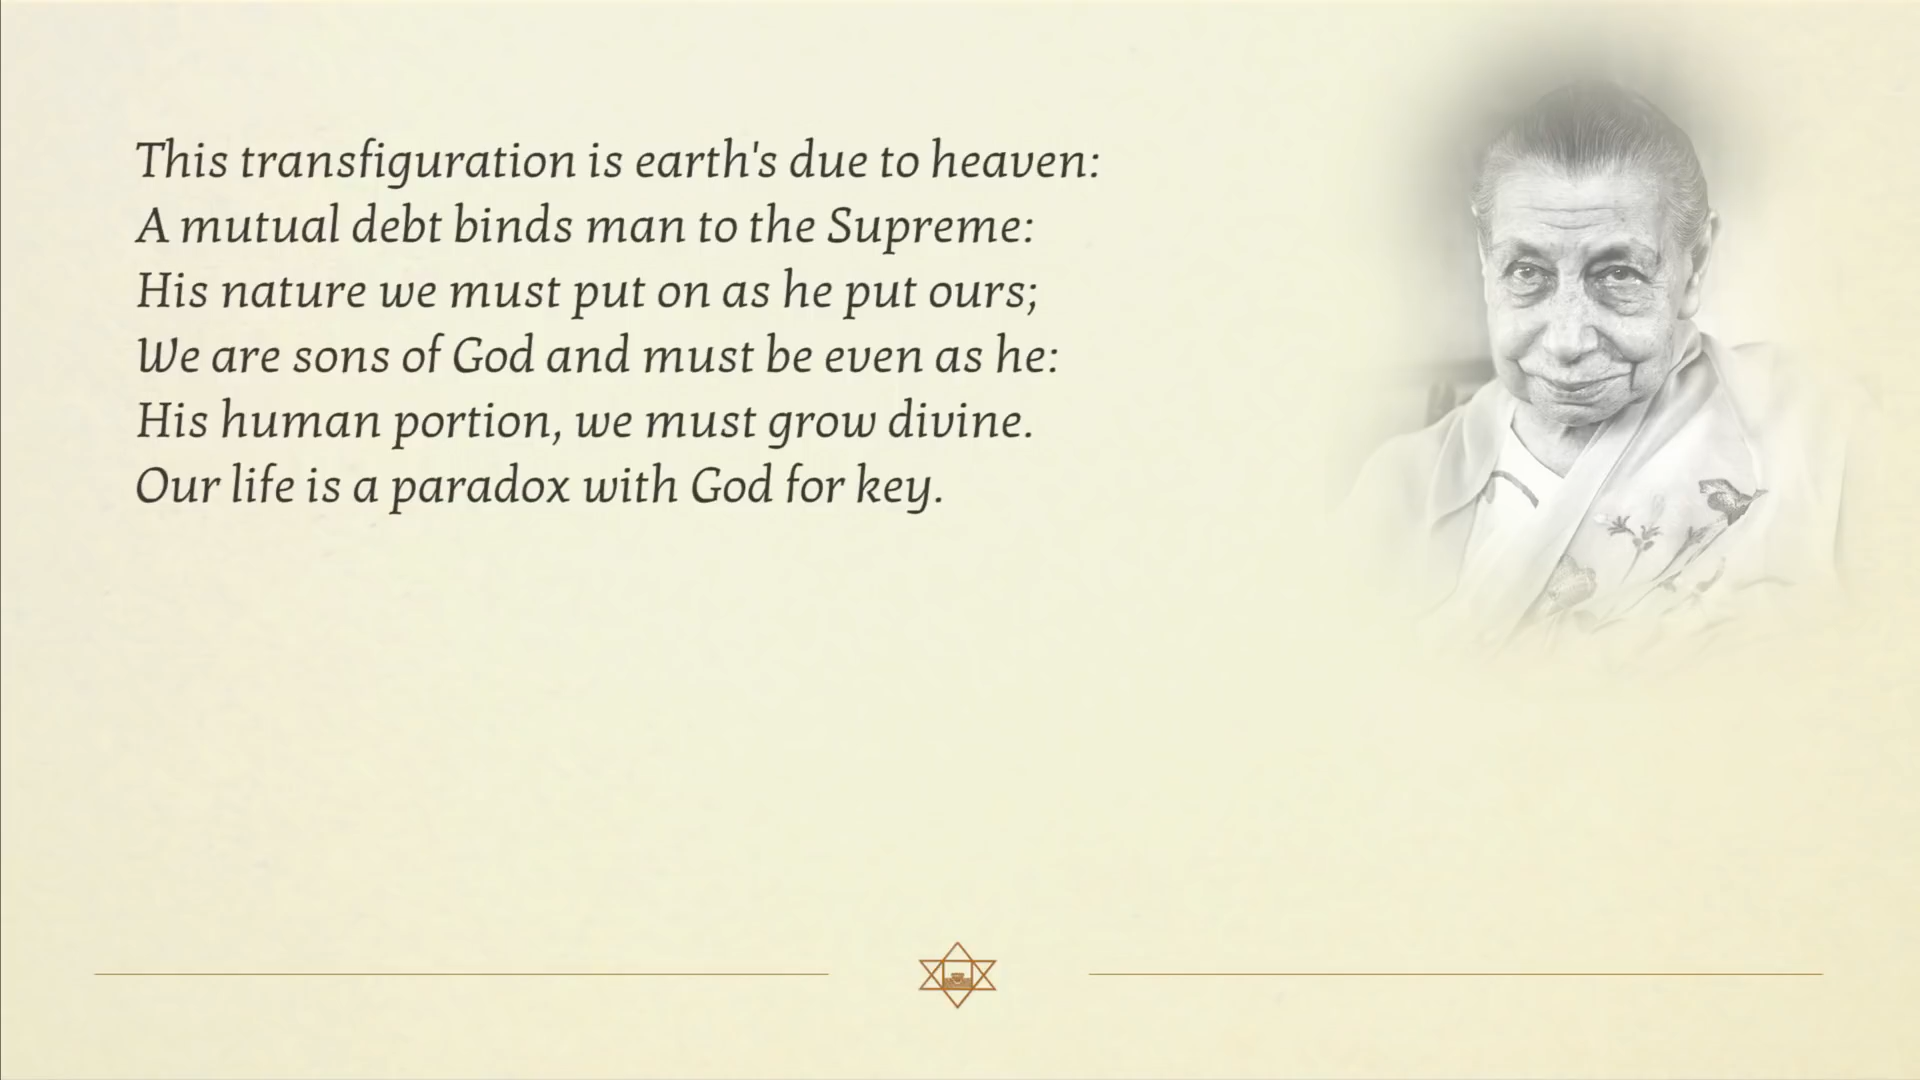 This transfiguration is earth's due to heaven:
A mutual debt binds man to the Supreme:
His nature we must put on as he put ours;
We are sons of God and must be even as he:
His human portion, we must grow divine.
Our life is a paradox with God for key.